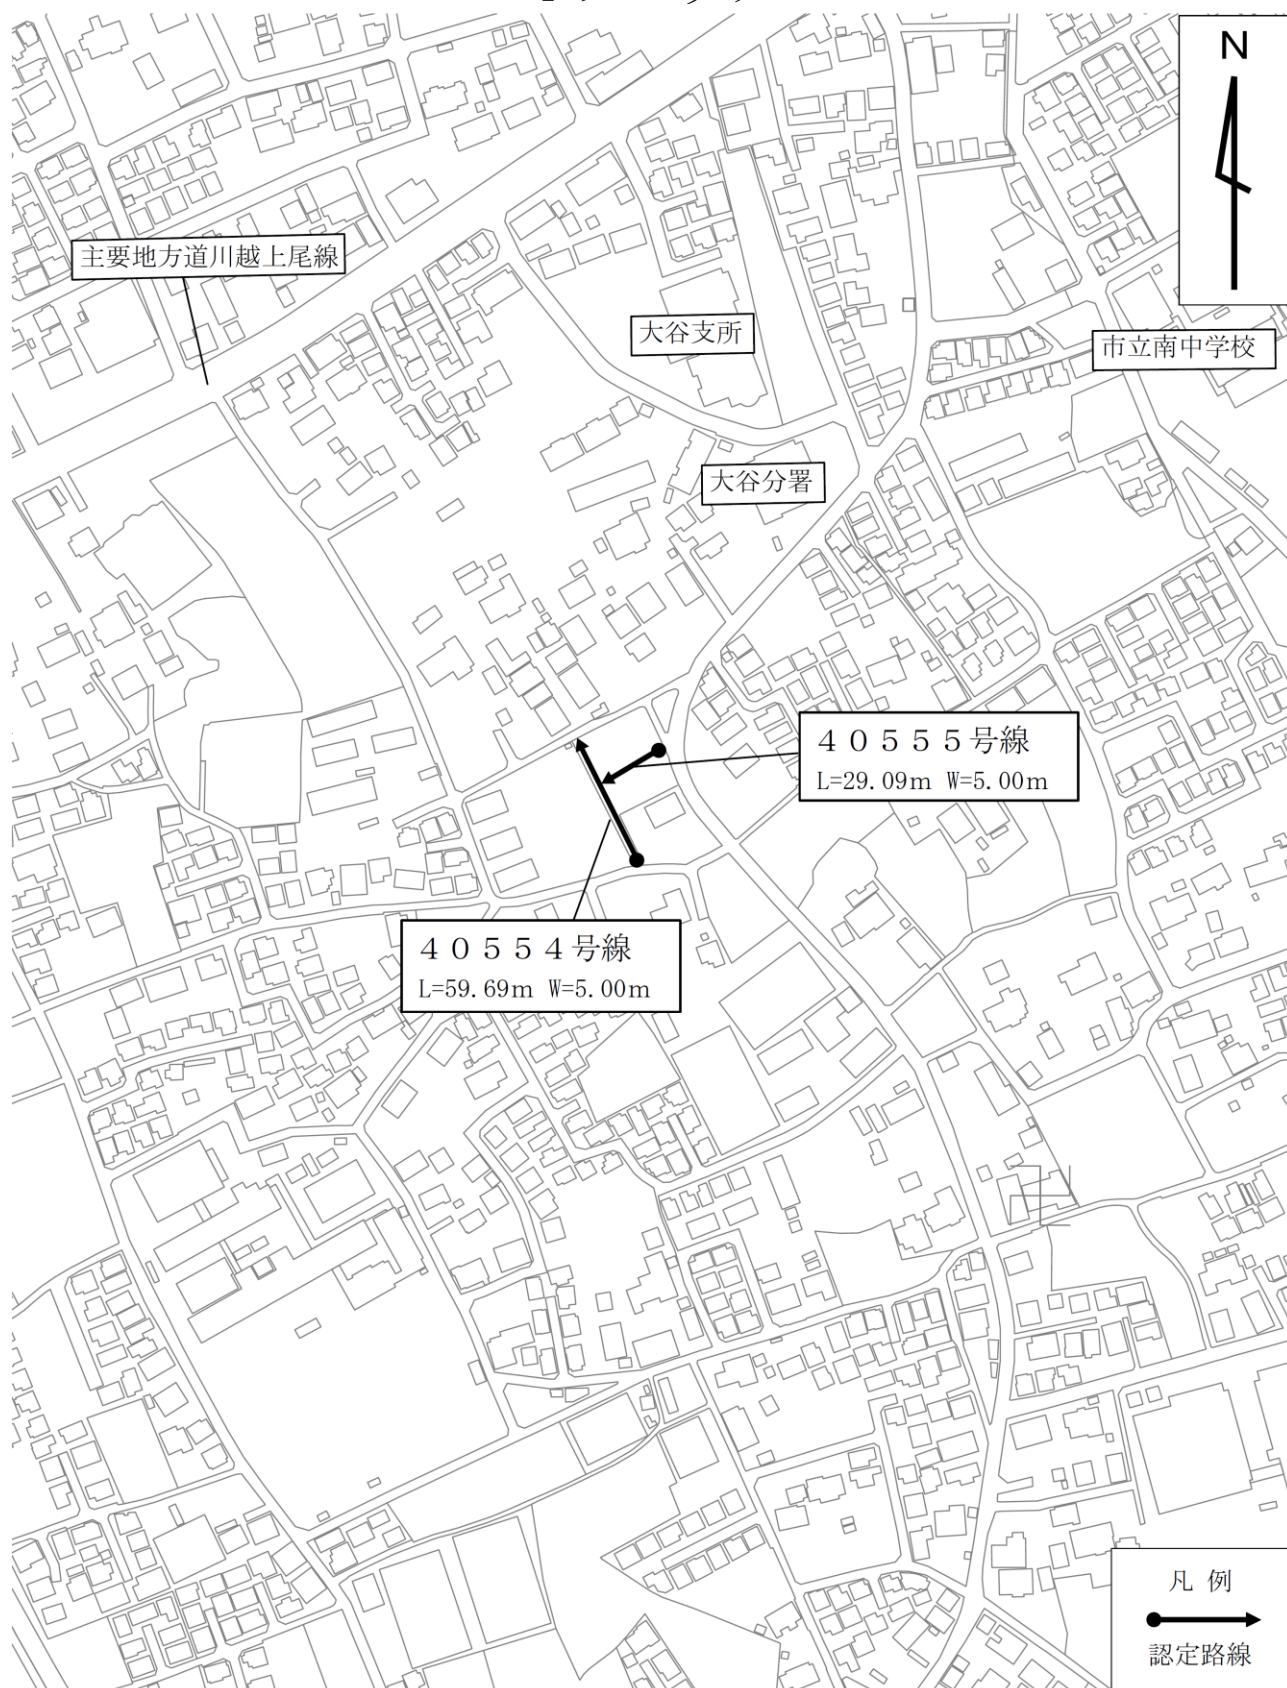 N
主要地方道川越上尾線
大谷支所
市立南中学校
大谷分署
４０５５５号線
L=29.09m W=5.00m
４０５５４号線
L=59.69m W=5.00m
凡 例
認定路線